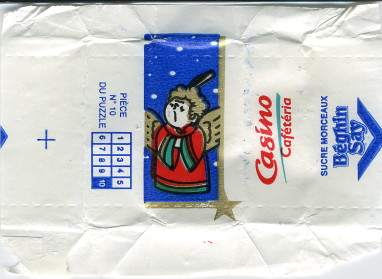 PIÈCE
N° 10
DU PUZZLE
1 2 3 4 5
6 7 8 9 10
Casino
Cafétéria
SUCRE MORCEAUX
Béghin
Say